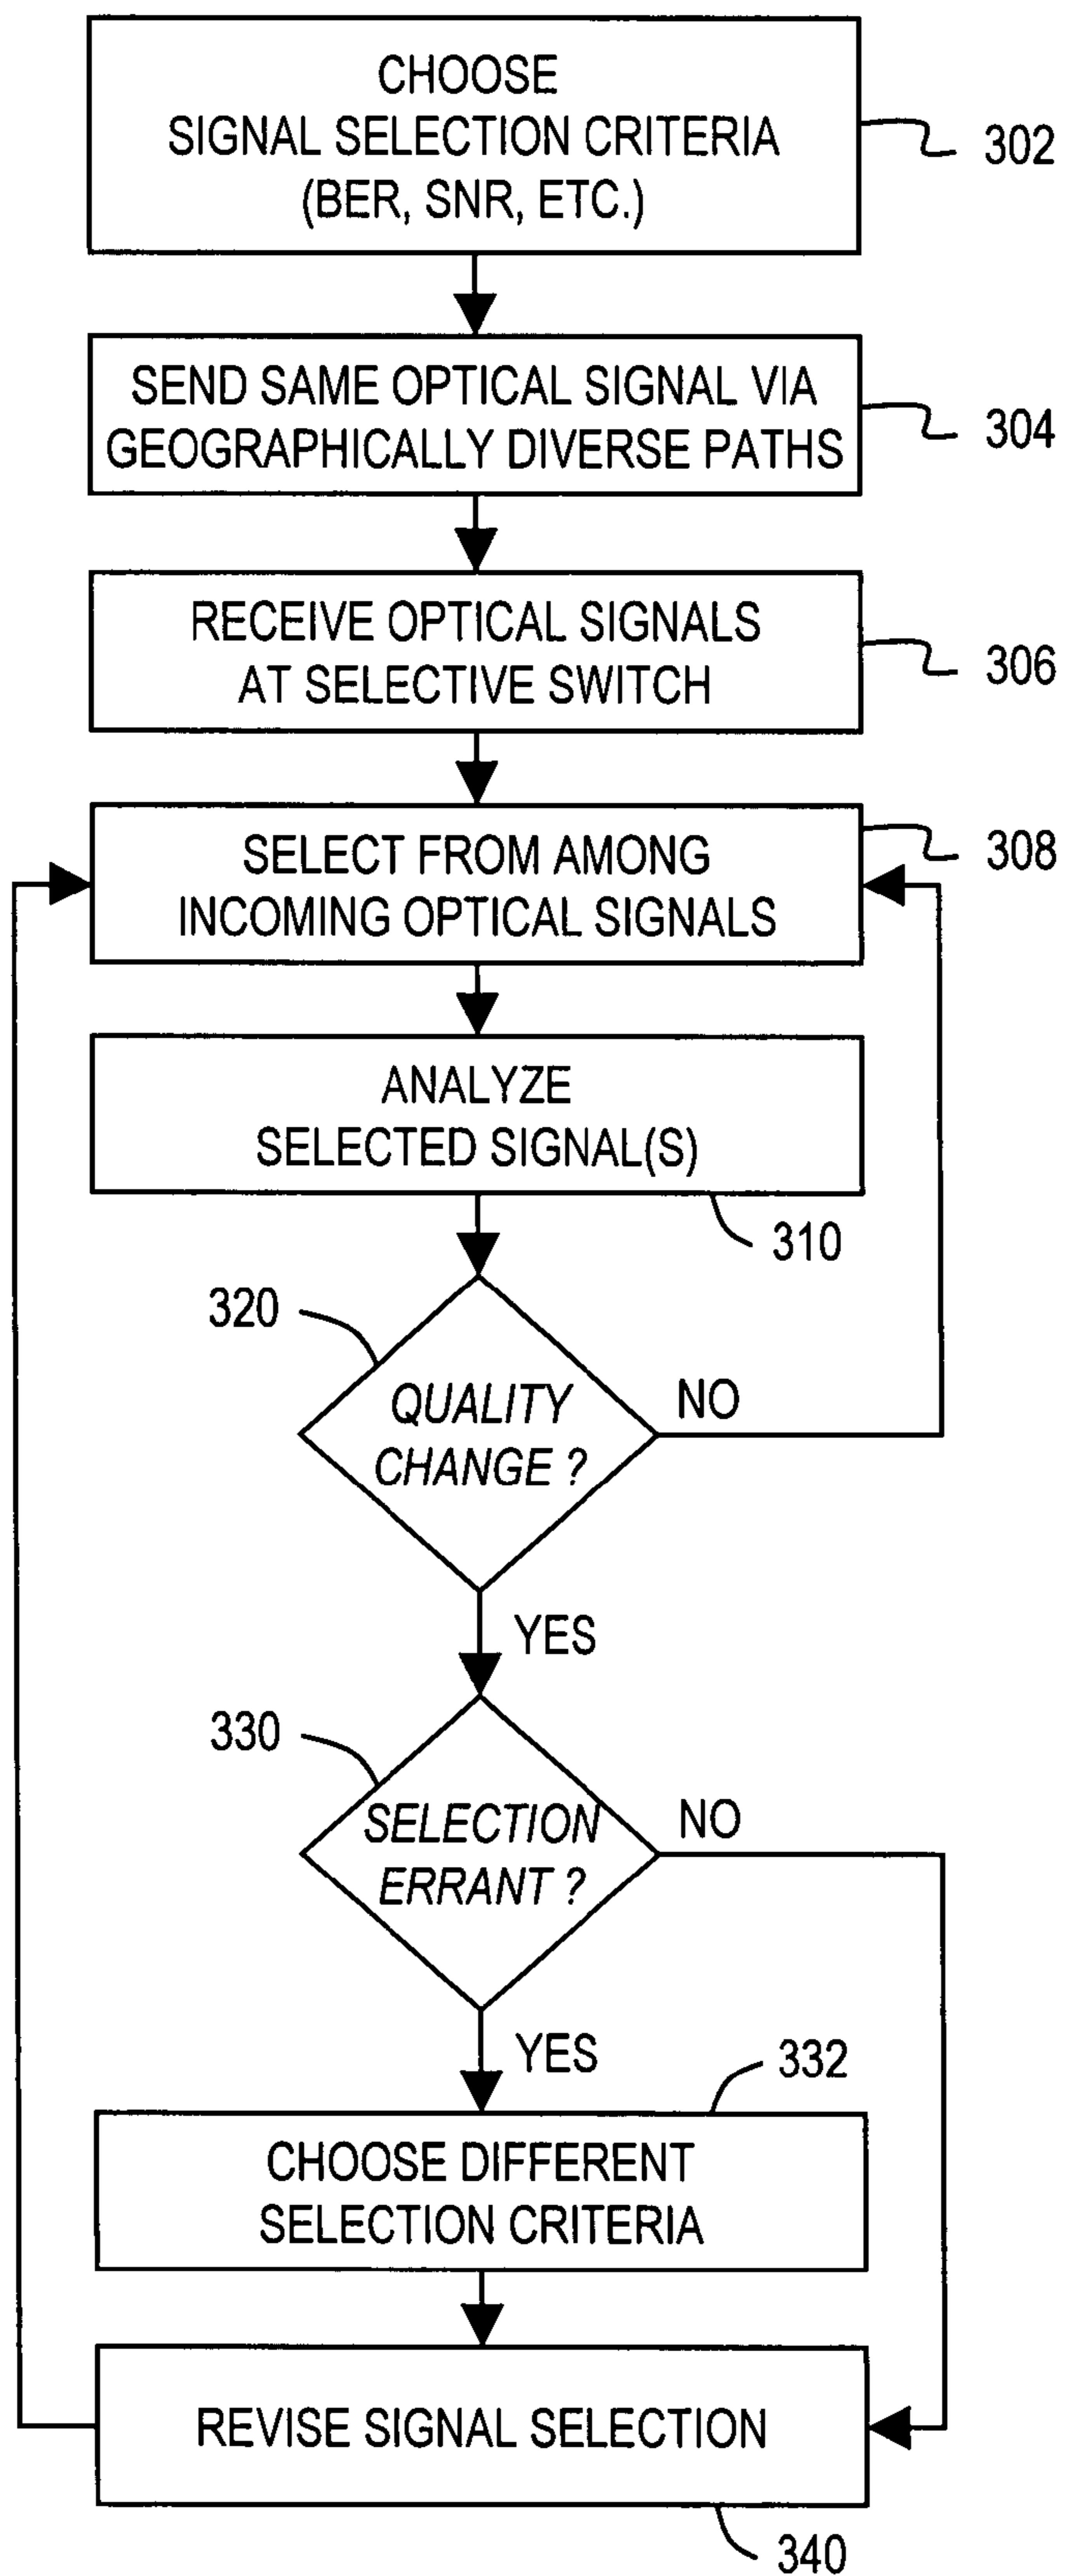 CHOOSE
SIGNAL SELECTION CRITERIA
(BER, SNR, ETC.)
302
SEND SAME OPTICAL SIGNAL VIA
GEOGRAPHICALLY DIVERSE PATHS
304
RECEIVE OPTICAL SIGNALS
AT SELECTIVE SWITCH
306
SELECT FROM AMONG
INCOMING OPTICAL SIGNALS
308
ANALYZE
SELECTED SIGNAL(S)
310
320
QUALITY
CHANGE ?
NO
YES
330
SELECTION
ERRANT ?
NO
YES
332
CHOOSE DIFFERENT
SELECTION CRITERIA
REVISE SIGNAL SELECTION
340